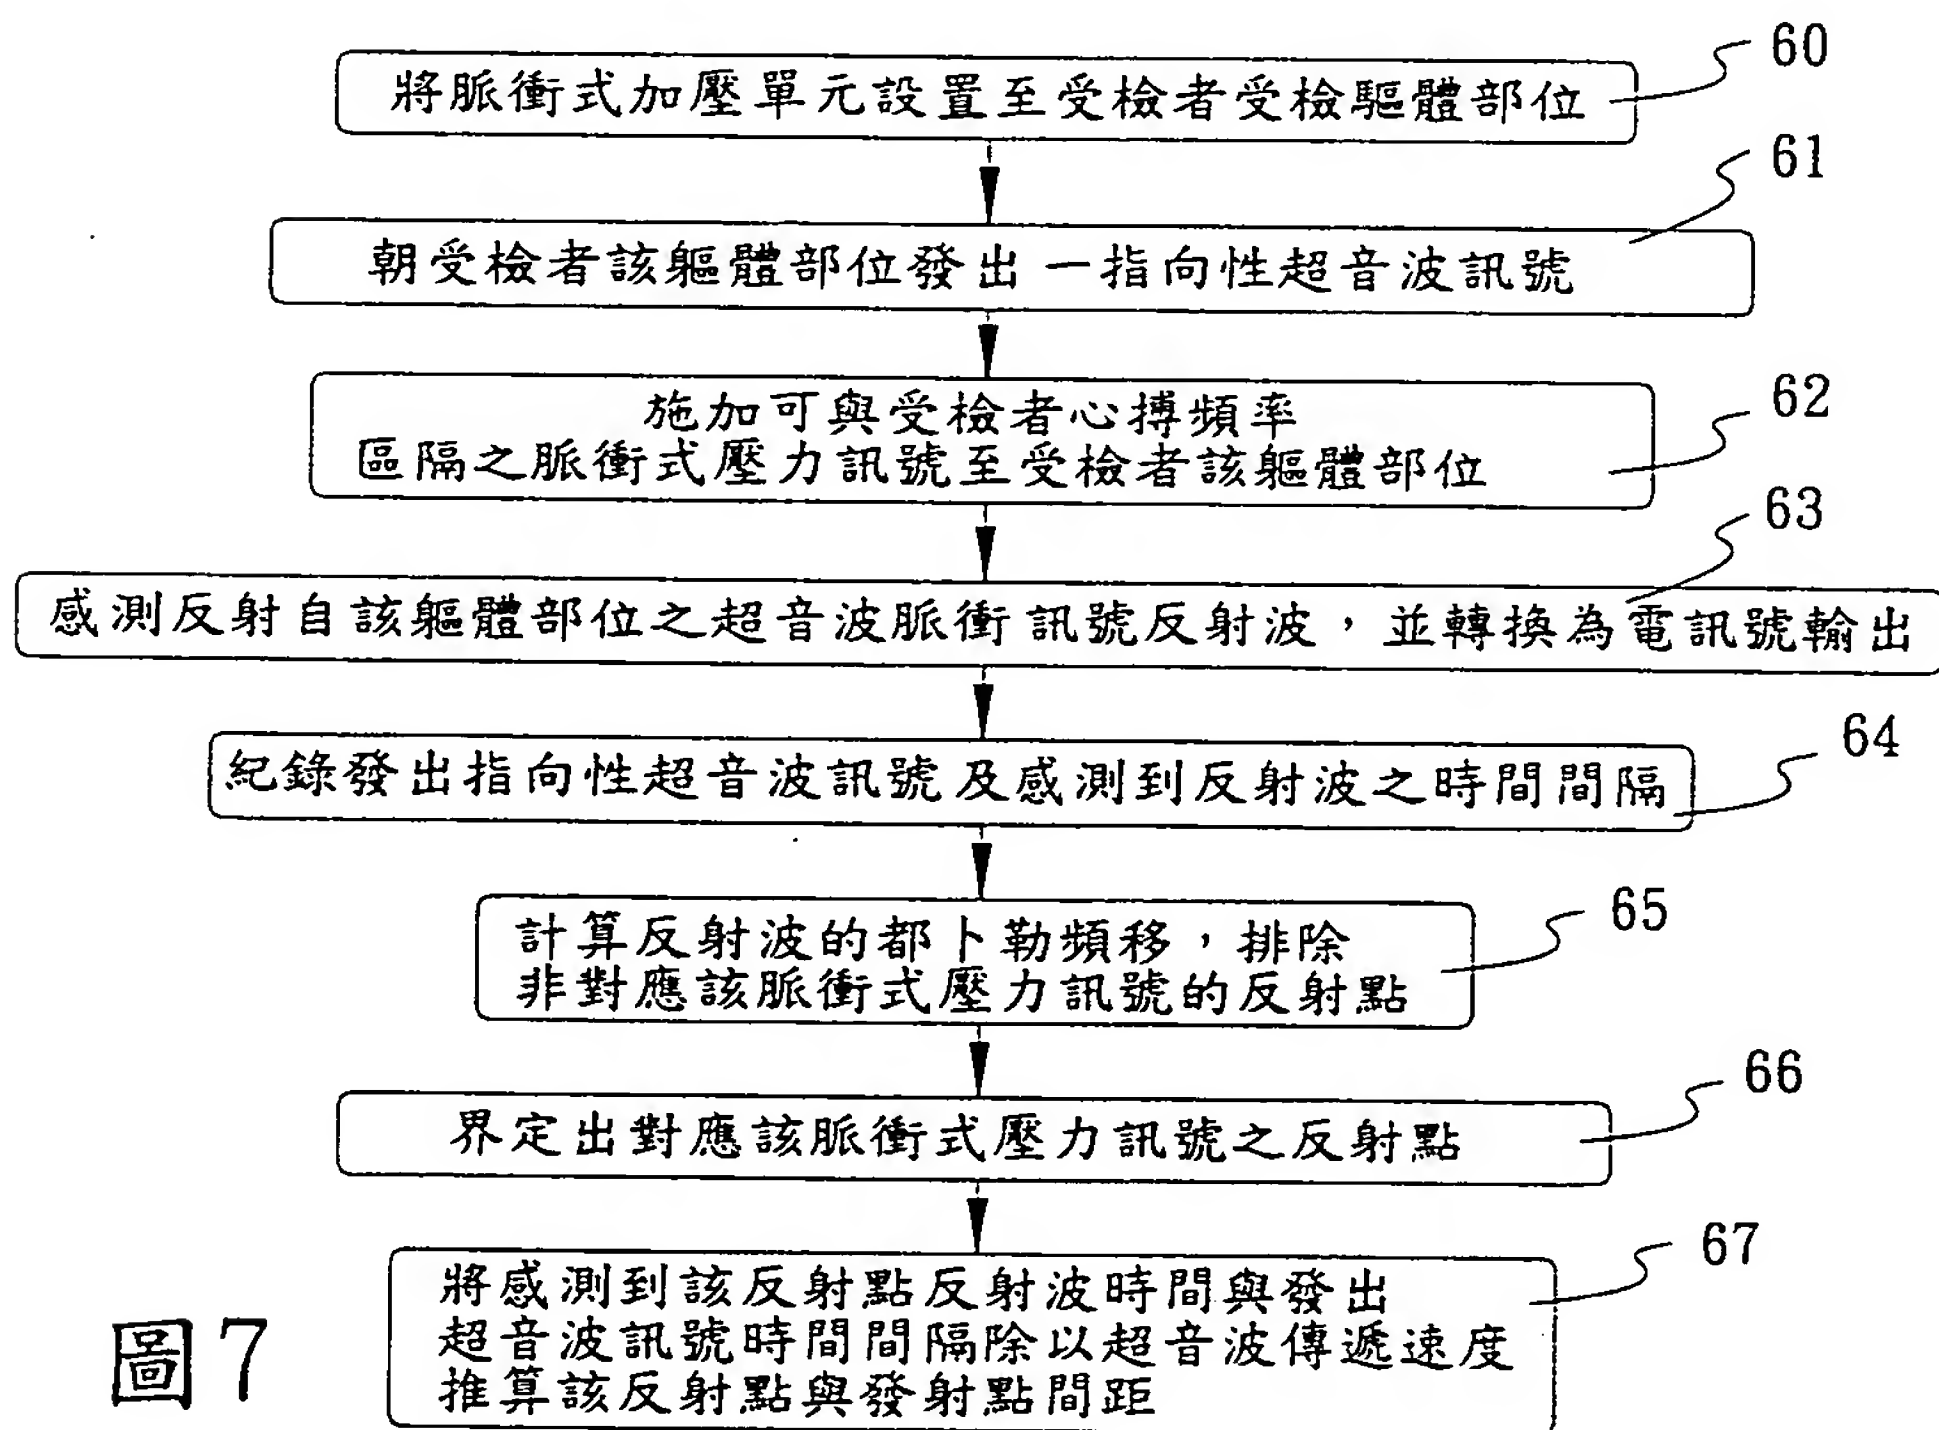 60
將脈衝式加壓單元設置至受檢者受檢驅體部位
61
朝受檢者該軀體部位發出一指向性超音波訊號
62
施加可與受檢者心搏頻率
區隔之脈衝式壓力訊號至受檢者該軀體部位
63
感測反射自該軀體部位之超音波脈衝訊號反射波，並轉換為電訊號輸出
64
紀錄發出指向性超音波訊號及感測到反射波之時間間隔
65
計算反射波的都卜勒頻移，排除
非對應該脈衝式壓力訊號的反射點
66
界定出對應該脈衝式壓力訊號之反射點
67
將感測到該反射點反射波時間與發出
超音波訊號時間間隔除以超音波傳遞速度
推算該反射點與發射點間距
圖7